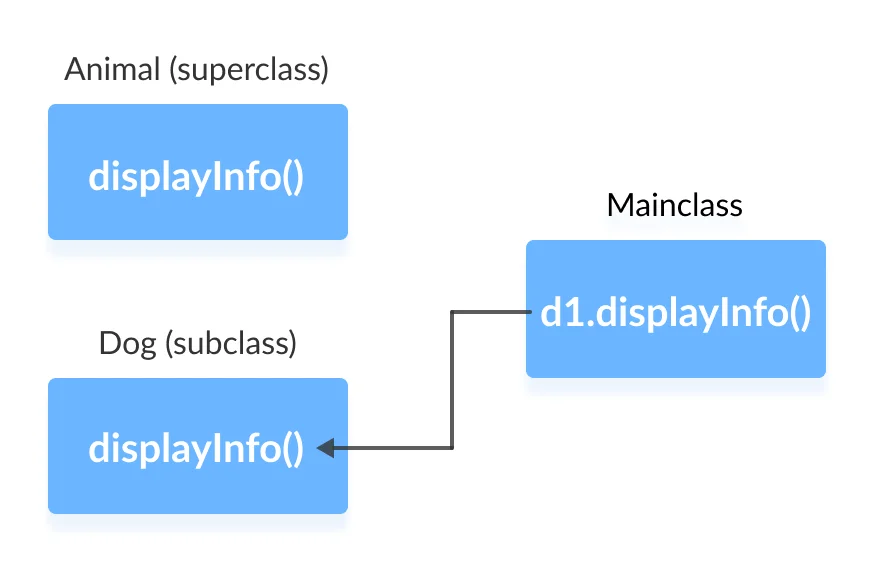 Animal (superclass)
displayInfo()
Mainclass
d1.displayInfo()
Dog (subclass)
displayInfo()